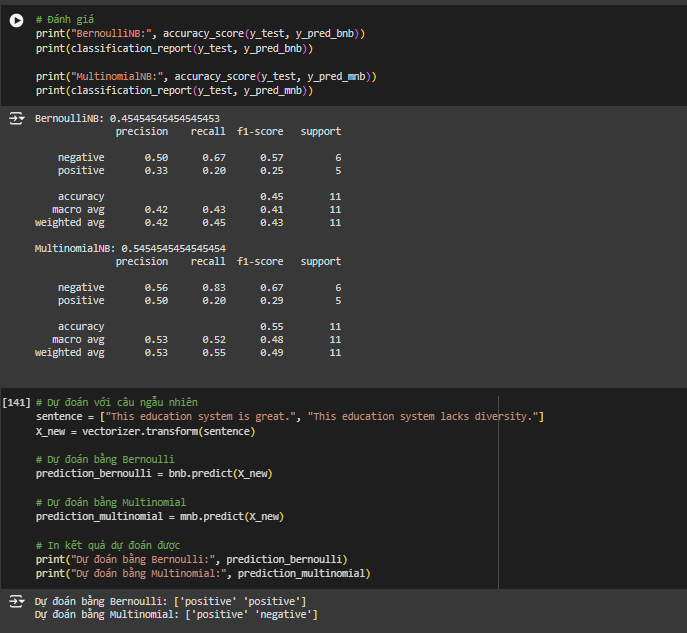 # Đánh giá
print("BernoulliNB:", accuracy_score(y_test, y_pred_bnb))
print(classification_report(y_test, y_pred_bnb))
print("MultinomialNB:", accuracy_score(y_test, y_pred_mnb))
print(classification_report(y_test, y_pred_mnb))
BernoulliNB: 0.45454545454545453
precision recall f1-score support
negative 0.50 0.67 0.57 6
positive 0.33 0.20 0.25 5
accuracy 0.45 11
macro avg 0.42 0.43 0.41 11
weighted avg 0.42 0.45 0.43 11
MultinomialNB: 0.5454545454545454
precision recall f1-score support
negative 0.56 0.83 0.67 6
positive 0.50 0.20 0.29 5
accuracy 0.55 11
macro avg 0.53 0.52 0.48 11
weighted avg 0.53 0.55 0.49 11
[141] # Dự đoán với câu ngẫu nhiên
sentence = ["This education system is great.", "This education system lacks diversity."]
X_new = vectorizer.transform(sentence)
# Dự đoán bằng Bernoulli
prediction_bernoulli = bnb.predict(X_new)
# Dự đoán bằng Multinomial
prediction_multinomial = mnb.predict(X_new)
# In kết quả dự đoán được
print("Dự đoán bằng Bernoulli:", prediction_bernoulli)
print("Dự đoán bằng Multinomial:", prediction_multinomial)
Dự đoán bằng Bernoulli: ['positive' 'positive']
Dự đoán bằng Multinomial: ['positive' 'negative']